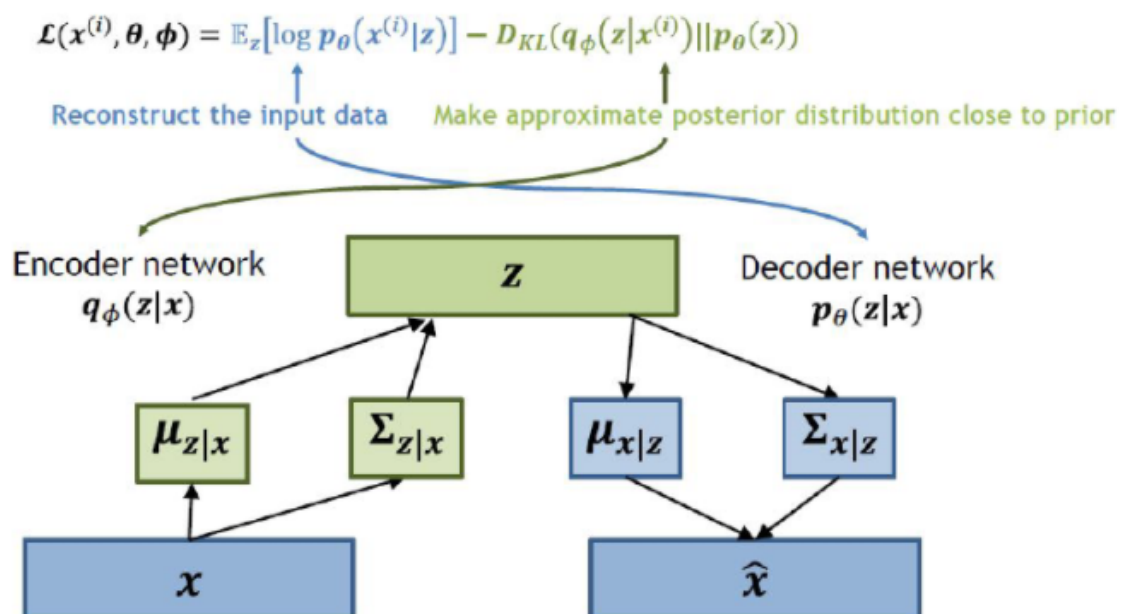 ℒ(x⁽ⁱ⁾, θ, ϕ) = 𝔼_z[log p_θ(x⁽ⁱ⁾|z)] − D_KL(q_ϕ(z|x⁽ⁱ⁾)||p_θ(z))
Reconstruct the input data Make approximate posterior distribution close to prior
Encoder network
q_ϕ(z|x)
z
Decoder network
p_θ(z|x)
μ_z|x Σ_z|x μ_x|z Σ_x|z
x x̂